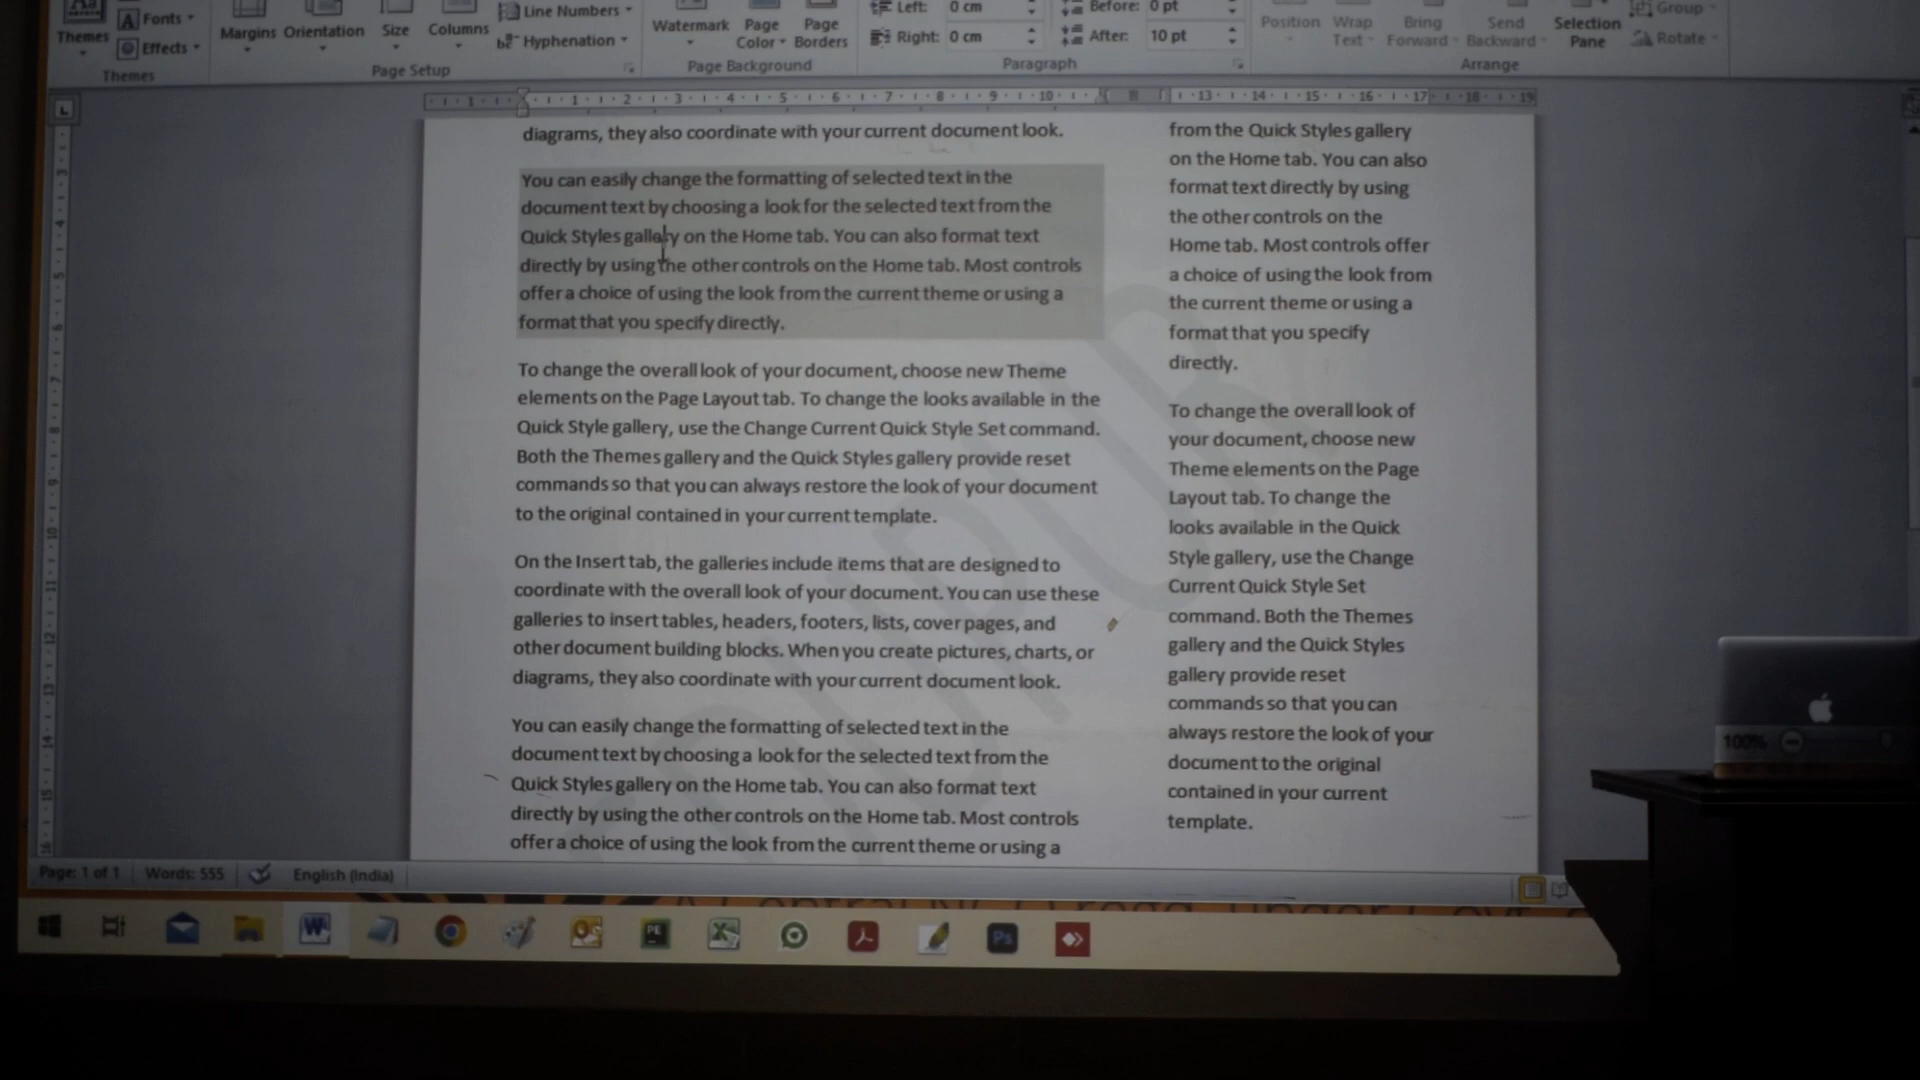 Themes
Fonts
Effects
Themes
Margins
Orientation
Size
Columns
Line Numbers
Hyphenation
Page Setup
Watermark
Page Color
Page Borders
Page Background
Left: 0 cm
Right: 0 cm
Before: 0 pt
After: 10 pt
Paragraph
Position
Wrap Text
Bring Forward
Send Backward
Selection Pane
Group
Rotate
Arrange
L
1 1 2 3 4 5 6 7 8 9 10 13 14 15 16 17 18 19
diagrams, they also coordinate with your current document look.
You can easily change the formatting of selected text in the
document text by choosing a look for the selected text from the
Quick Styles gallery on the Home tab. You can also format text
directly by using the other controls on the Home tab. Most controls
offer a choice of using the look from the current theme or using a
format that you specify directly.
To change the overall look of your document, choose new Theme
elements on the Page Layout tab. To change the looks available in the
Quick Style gallery, use the Change Current Quick Style Set command.
Both the Themes gallery and the Quick Styles gallery provide reset
commands so that you can always restore the look of your document
to the original contained in your current template.
On the Insert tab, the galleries include items that are designed to
coordinate with the overall look of your document. You can use these
galleries to insert tables, headers, footers, lists, cover pages, and
other document building blocks. When you create pictures, charts, or
diagrams, they also coordinate with your current document look.
You can easily change the formatting of selected text in the
document text by choosing a look for the selected text from the
Quick Styles gallery on the Home tab. You can also format text
directly by using the other controls on the Home tab. Most controls
offer a choice of using the look from the current theme or using a
from the Quick Styles gallery
on the Home tab. You can also
format text directly by using
the other controls on the
Home tab. Most controls offer
a choice of using the look from
the current theme or using a
format that you specify
directly.
To change the overall look of
your document, choose new
Theme elements on the Page
Layout tab. To change the
looks available in the Quick
Style gallery, use the Change
Current Quick Style Set
command. Both the Themes
gallery and the Quick Styles
gallery provide reset
commands so that you can
always restore the look of your
document to the original
contained in your current
template.
Page: 1 of 1
Words: 555
English (India)
100%
W
PE
Ps